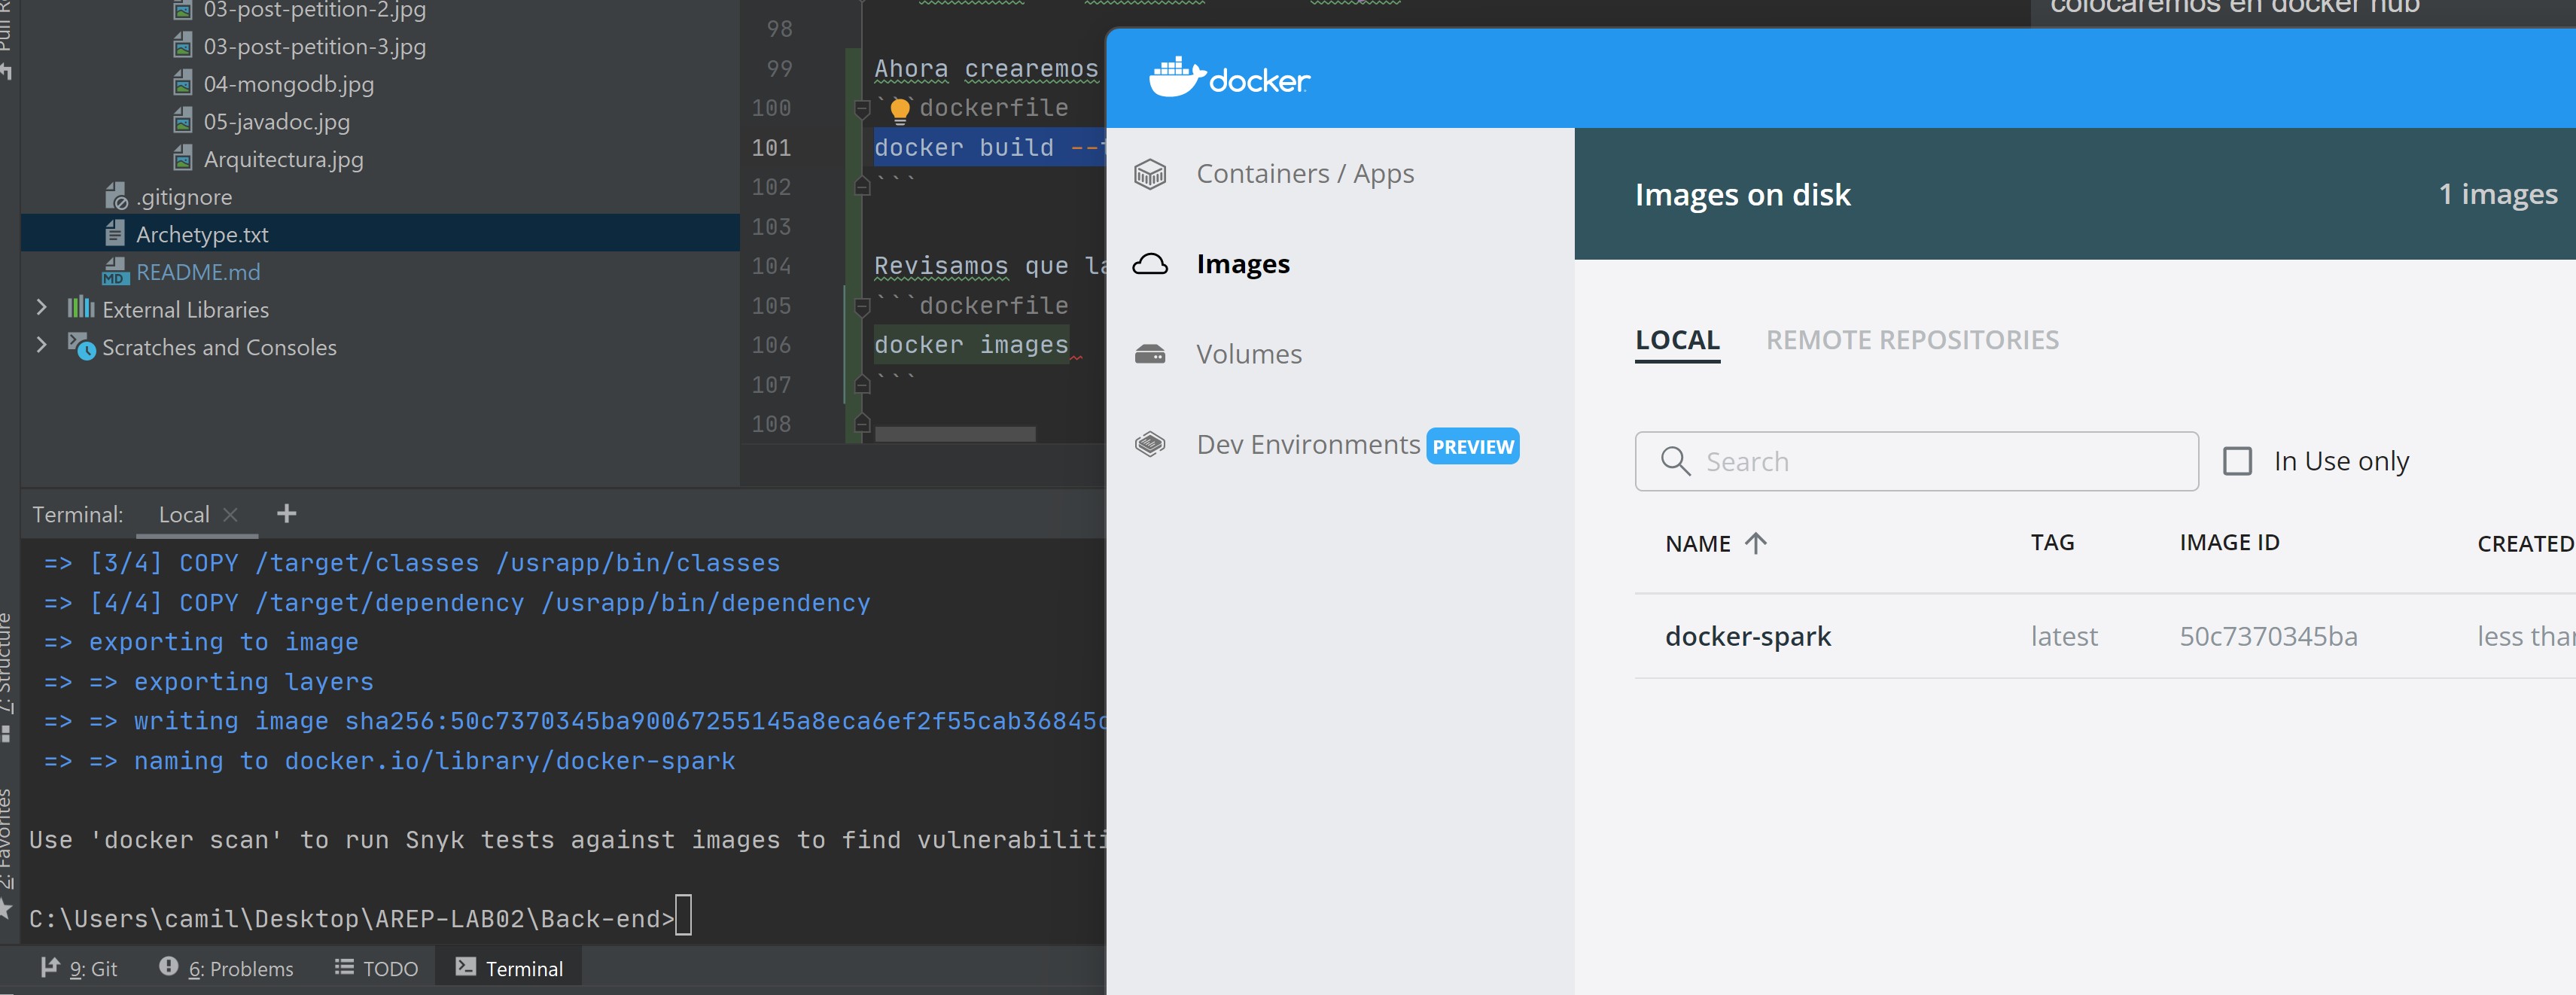 03-post-petition-2.jpg
03-post-petition-3.jpg
04-mongodb.jpg
05-javadoc.jpg
Arquitectura.jpg
.gitignore
Archetype.txt
MD README.md
External Libraries
Scratches and Consoles
98
99 Ahora crearemos
100 ```dockerfile
101 docker build --t
102 ```
103
104 Revisamos que la
105 ```dockerfile
106 docker images
107 ```
108
colocaremos en docker hub
docker
Containers / Apps
Images
Volumes
Dev Environments PREVIEW
Images on disk
1 images
LOCAL REMOTE REPOSITORIES
Search
In Use only
NAME TAG IMAGE ID CREATED
docker-spark latest 50c7370345ba less than
Terminal: Local +
=> [3/4] COPY /target/classes /usrapp/bin/classes
=> [4/4] COPY /target/dependency /usrapp/bin/dependency
=> exporting to image
=> => exporting layers
=> => writing image sha256:50c7370345ba90067255145a8eca6ef2f55cab36845c
=> => naming to docker.io/library/docker-spark
Use 'docker scan' to run Snyk tests against images to find vulnerabiliti
C:\Users\camil\Desktop\AREP-LAB02\Back-end>
7: Structure
2: Favorites
9: Git
6: Problems
TODO
Terminal